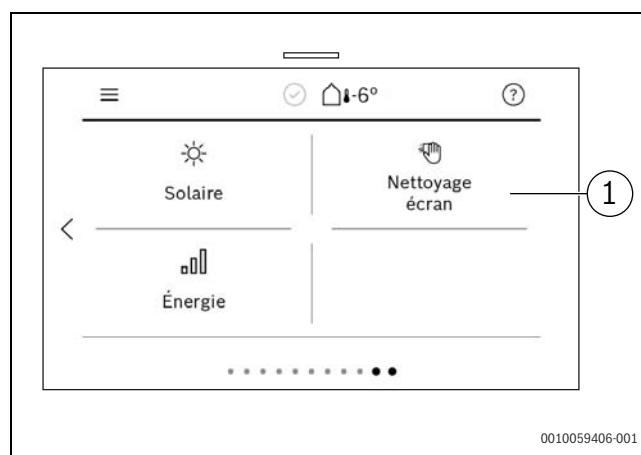 -6°
?
Solaire
Nettoyage
écran
1
Énergie
0010059406-001